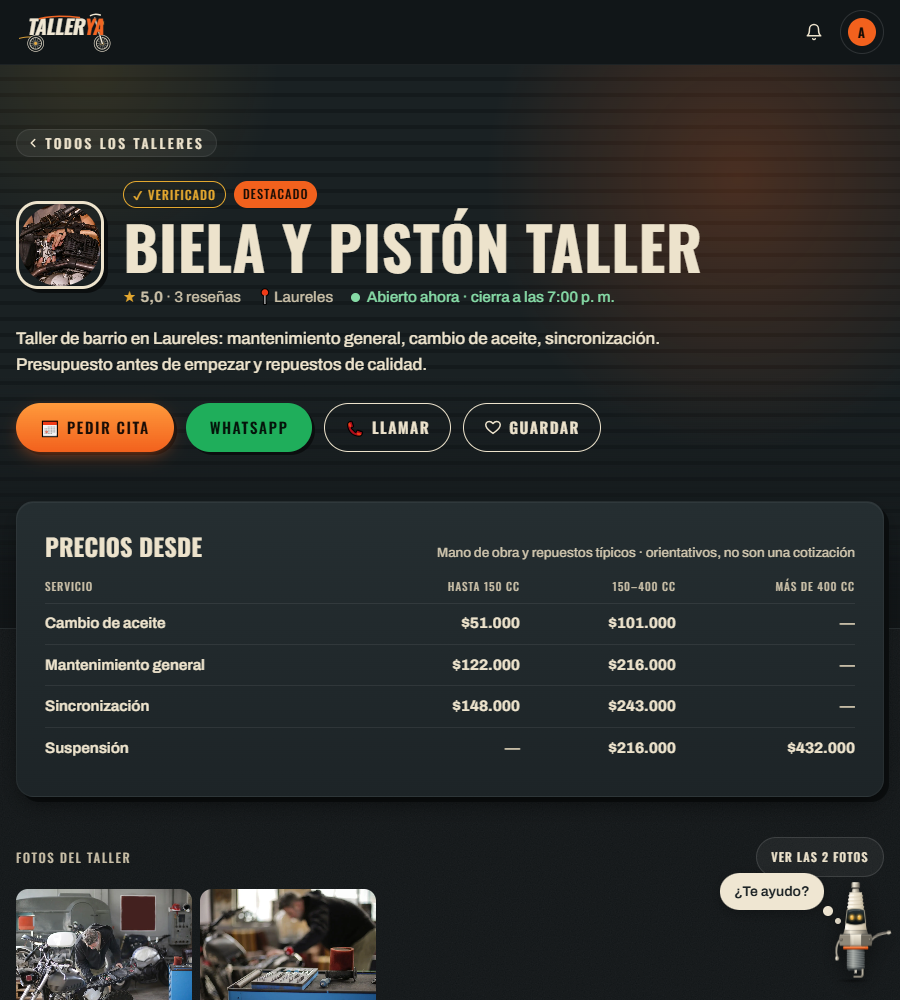 TALLERYA
A
TODOS LOS TALLERES
✓ VERIFICADO
DESTACADO
BIELA Y PISTÓN TALLER
★ 5,0 · 3 reseñas
Laureles
Abierto ahora · cierra a las 7:00 p. m.
Taller de barrio en Laureles: mantenimiento general, cambio de aceite, sincronización.
Presupuesto antes de empezar y repuestos de calidad.
PEDIR CITA
WHATSAPP
LLAMAR
GUARDAR
PRECIOS DESDE
Mano de obra y repuestos típicos · orientativos, no son una cotización
SERVICIO HASTA 150 CC 150–400 CC MÁS DE 400 CC
Cambio de aceite $51.000 $101.000 —
Mantenimiento general $122.000 $216.000 —
Sincronización $148.000 $243.000 —
Suspensión — $216.000 $432.000
FOTOS DEL TALLER
VER LAS 2 FOTOS
¿Te ayudo?